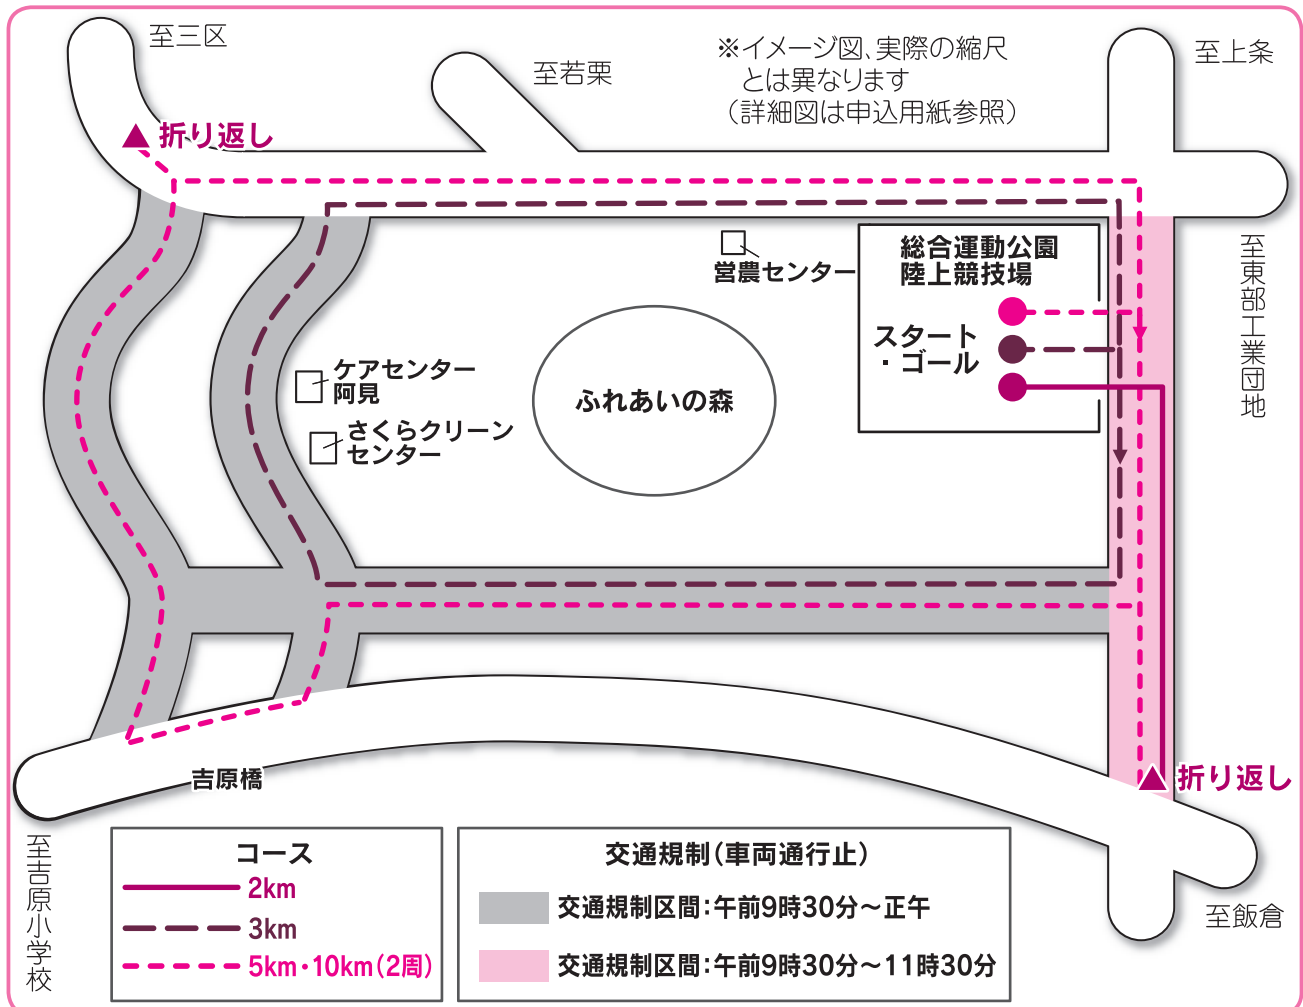 至三区
至若栗
※イメージ図、実際の縮尺
とは異なります
(詳細図は申込用紙参照)
至上条
折り返し
至東部工業団地
営農センター
総合運動公園
陸上競技場
スタート
・ゴール
ケアセンター
阿見
さくらクリーン
センター
ふれあいの森
吉原橋
折り返し
至吉原小学校
至飯倉
コース
2km
3km
5km・10km(2周)
交通規制(車両通行止)
交通規制区間:午前9時30分～正午
交通規制区間:午前9時30分～11時30分